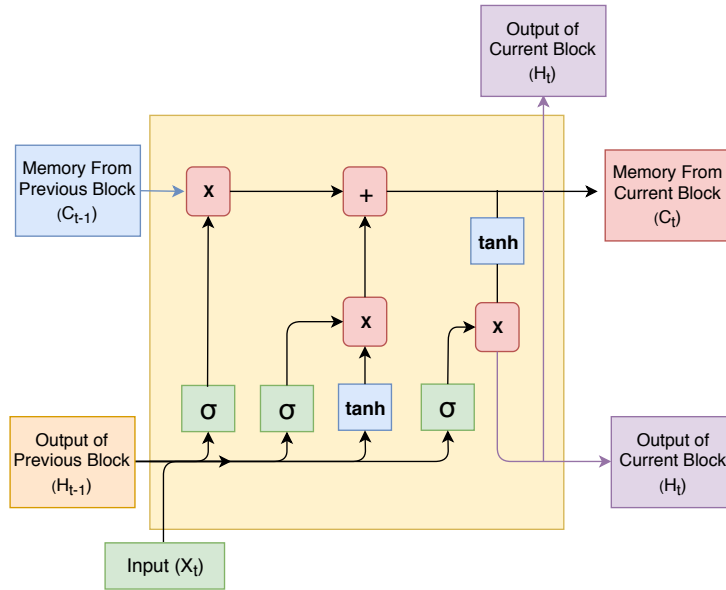 Output of
Current Block
(Hₜ)
Memory From
Previous Block
(Cₜ₋₁)
x
+
Memory From
Current Block
(Cₜ)
tanh
x
x
σ
σ
tanh
σ
Output of
Previous Block
(Hₜ₋₁)
Output of
Current Block
(Hₜ)
Input (Xₜ)